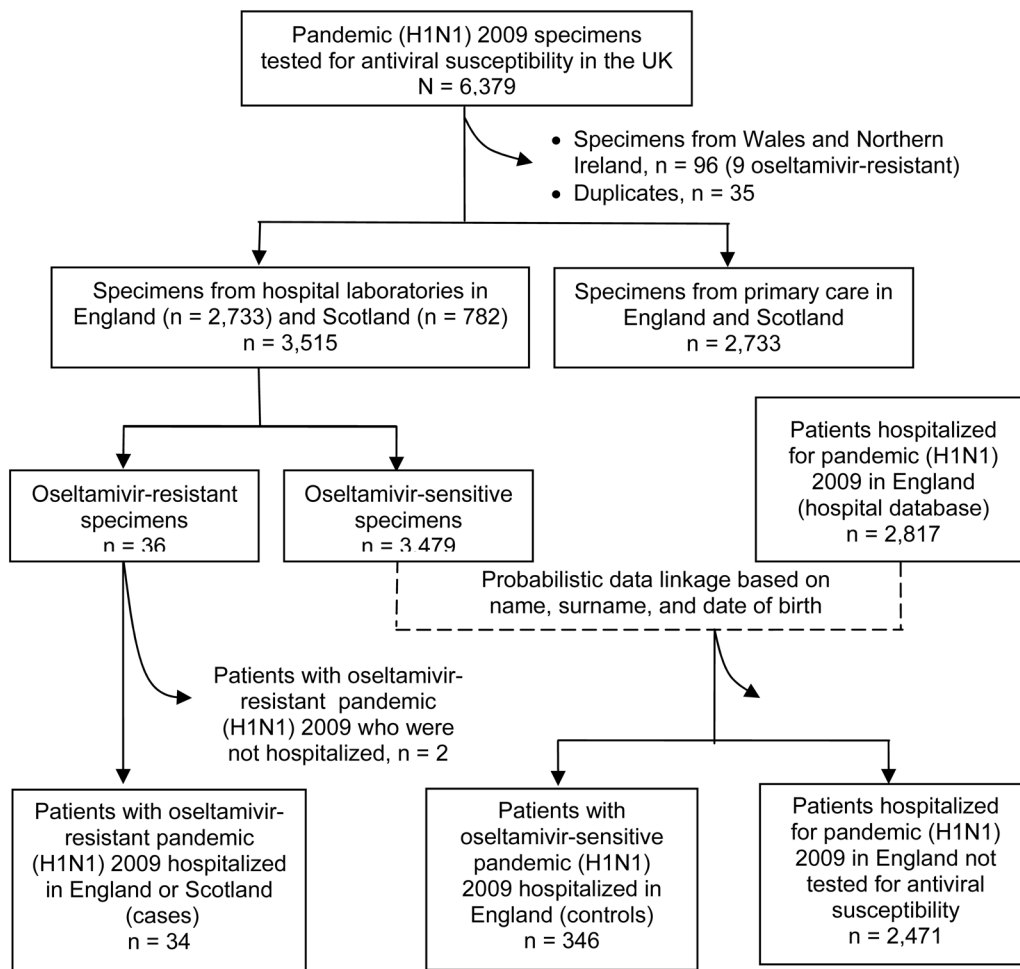 Pandemic (H1N1) 2009 specimens
tested for antiviral susceptibility in the UK
N = 6,379
• Specimens from Wales and Northern
Ireland, n = 96 (9 oseltamivir-resistant)
• Duplicates, n = 35
Specimens from hospital laboratories in
England (n = 2,733) and Scotland (n = 782)
n = 3,515
Specimens from primary care in
England and Scotland
n = 2,733
Patients hospitalized
for pandemic (H1N1)
2009 in England
(hospital database)
n = 2,817
Oseltamivir-resistant
specimens
n = 36
Oseltamivir-sensitive
specimens
n = 3,479
Probabilistic data linkage based on
name, surname, and date of birth
Patients with oseltamivir-
resistant pandemic
(H1N1) 2009 who were
not hospitalized, n = 2
Patients with oseltamivir-
resistant pandemic
(H1N1) 2009 hospitalized
in England or Scotland
(cases)
n = 34
Patients with
oseltamivir-sensitive
pandemic (H1N1)
2009 hospitalized in
England (controls)
n = 346
Patients hospitalized
for pandemic (H1N1)
2009 in England not
tested for antiviral
susceptibility
n = 2,471